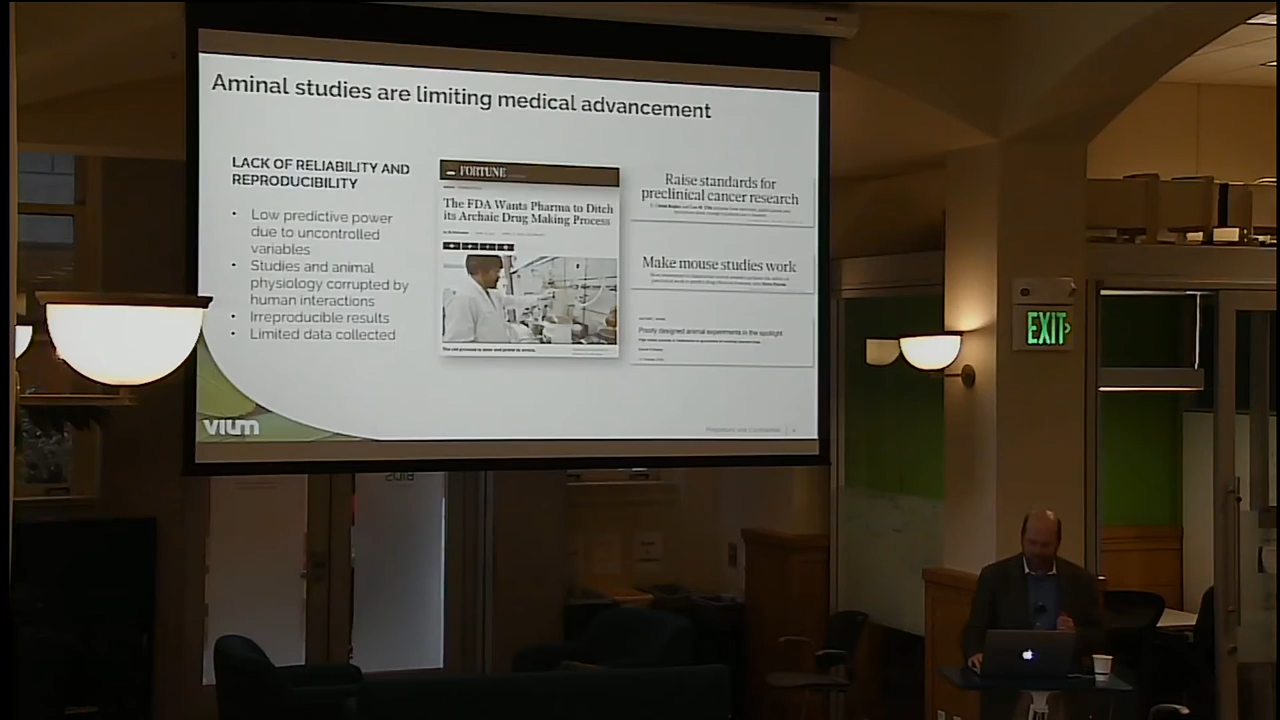 Aminal studies are limiting medical advancement
LACK OF RELIABILITY AND
REPRODUCIBILITY
• Low predictive power
due to uncontrolled
variables
• Studies and animal
physiology corrupted by
human interactions
• Irreproducible results
• Limited data collected
FORTUNE
The FDA Wants Pharma to Ditch
its Archaic Drug Making Process
Raise standards for
preclinical cancer research
Make mouse studies work
Poorly designed animal experiments in the spotlight
vium
Proprietary and Confidential
EXIT